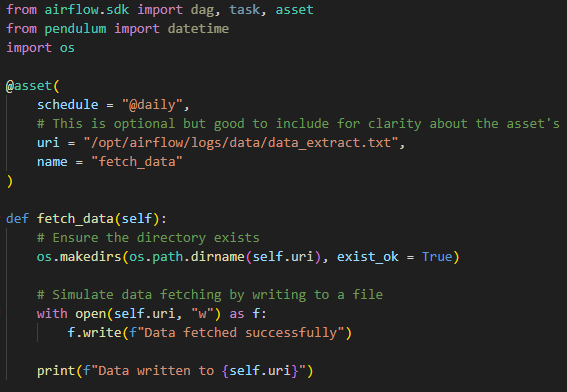 from airflow.sdk import dag, task, asset
from pendulum import datetime
import os
@asset(
    schedule = "@daily",
    # This is optional but good to include for clarity about the asset's
    uri = "/opt/airflow/logs/data/data_extract.txt",
    name = "fetch_data"
)
def fetch_data(self):
    # Ensure the directory exists
    os.makedirs(os.path.dirname(self.uri), exist_ok = True)
    # Simulate data fetching by writing to a file
    with open(self.uri, "w") as f:
        f.write(f"Data fetched successfully")
    print(f"Data written to {self.uri}")